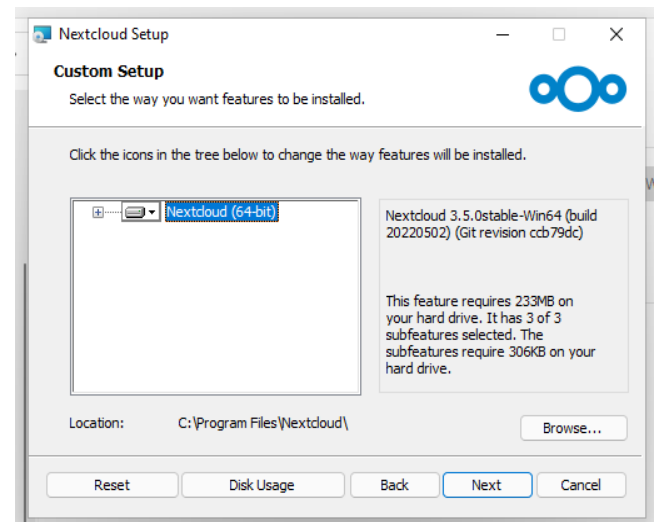 Nextcloud Setup
Custom Setup
Select the way you want features to be installed.
Click the icons in the tree below to change the way features will be installed.
Nextcloud (64-bit)
Nextcloud 3.5.0stable-Win64 (build
20220502) (Git revision ccb79dc)
This feature requires 233MB on
your hard drive. It has 3 of 3
subfeatures selected. The
subfeatures require 306KB on your
hard drive.
Location: C:\Program Files\Nextcloud\
Browse...
Reset Disk Usage Back Next Cancel